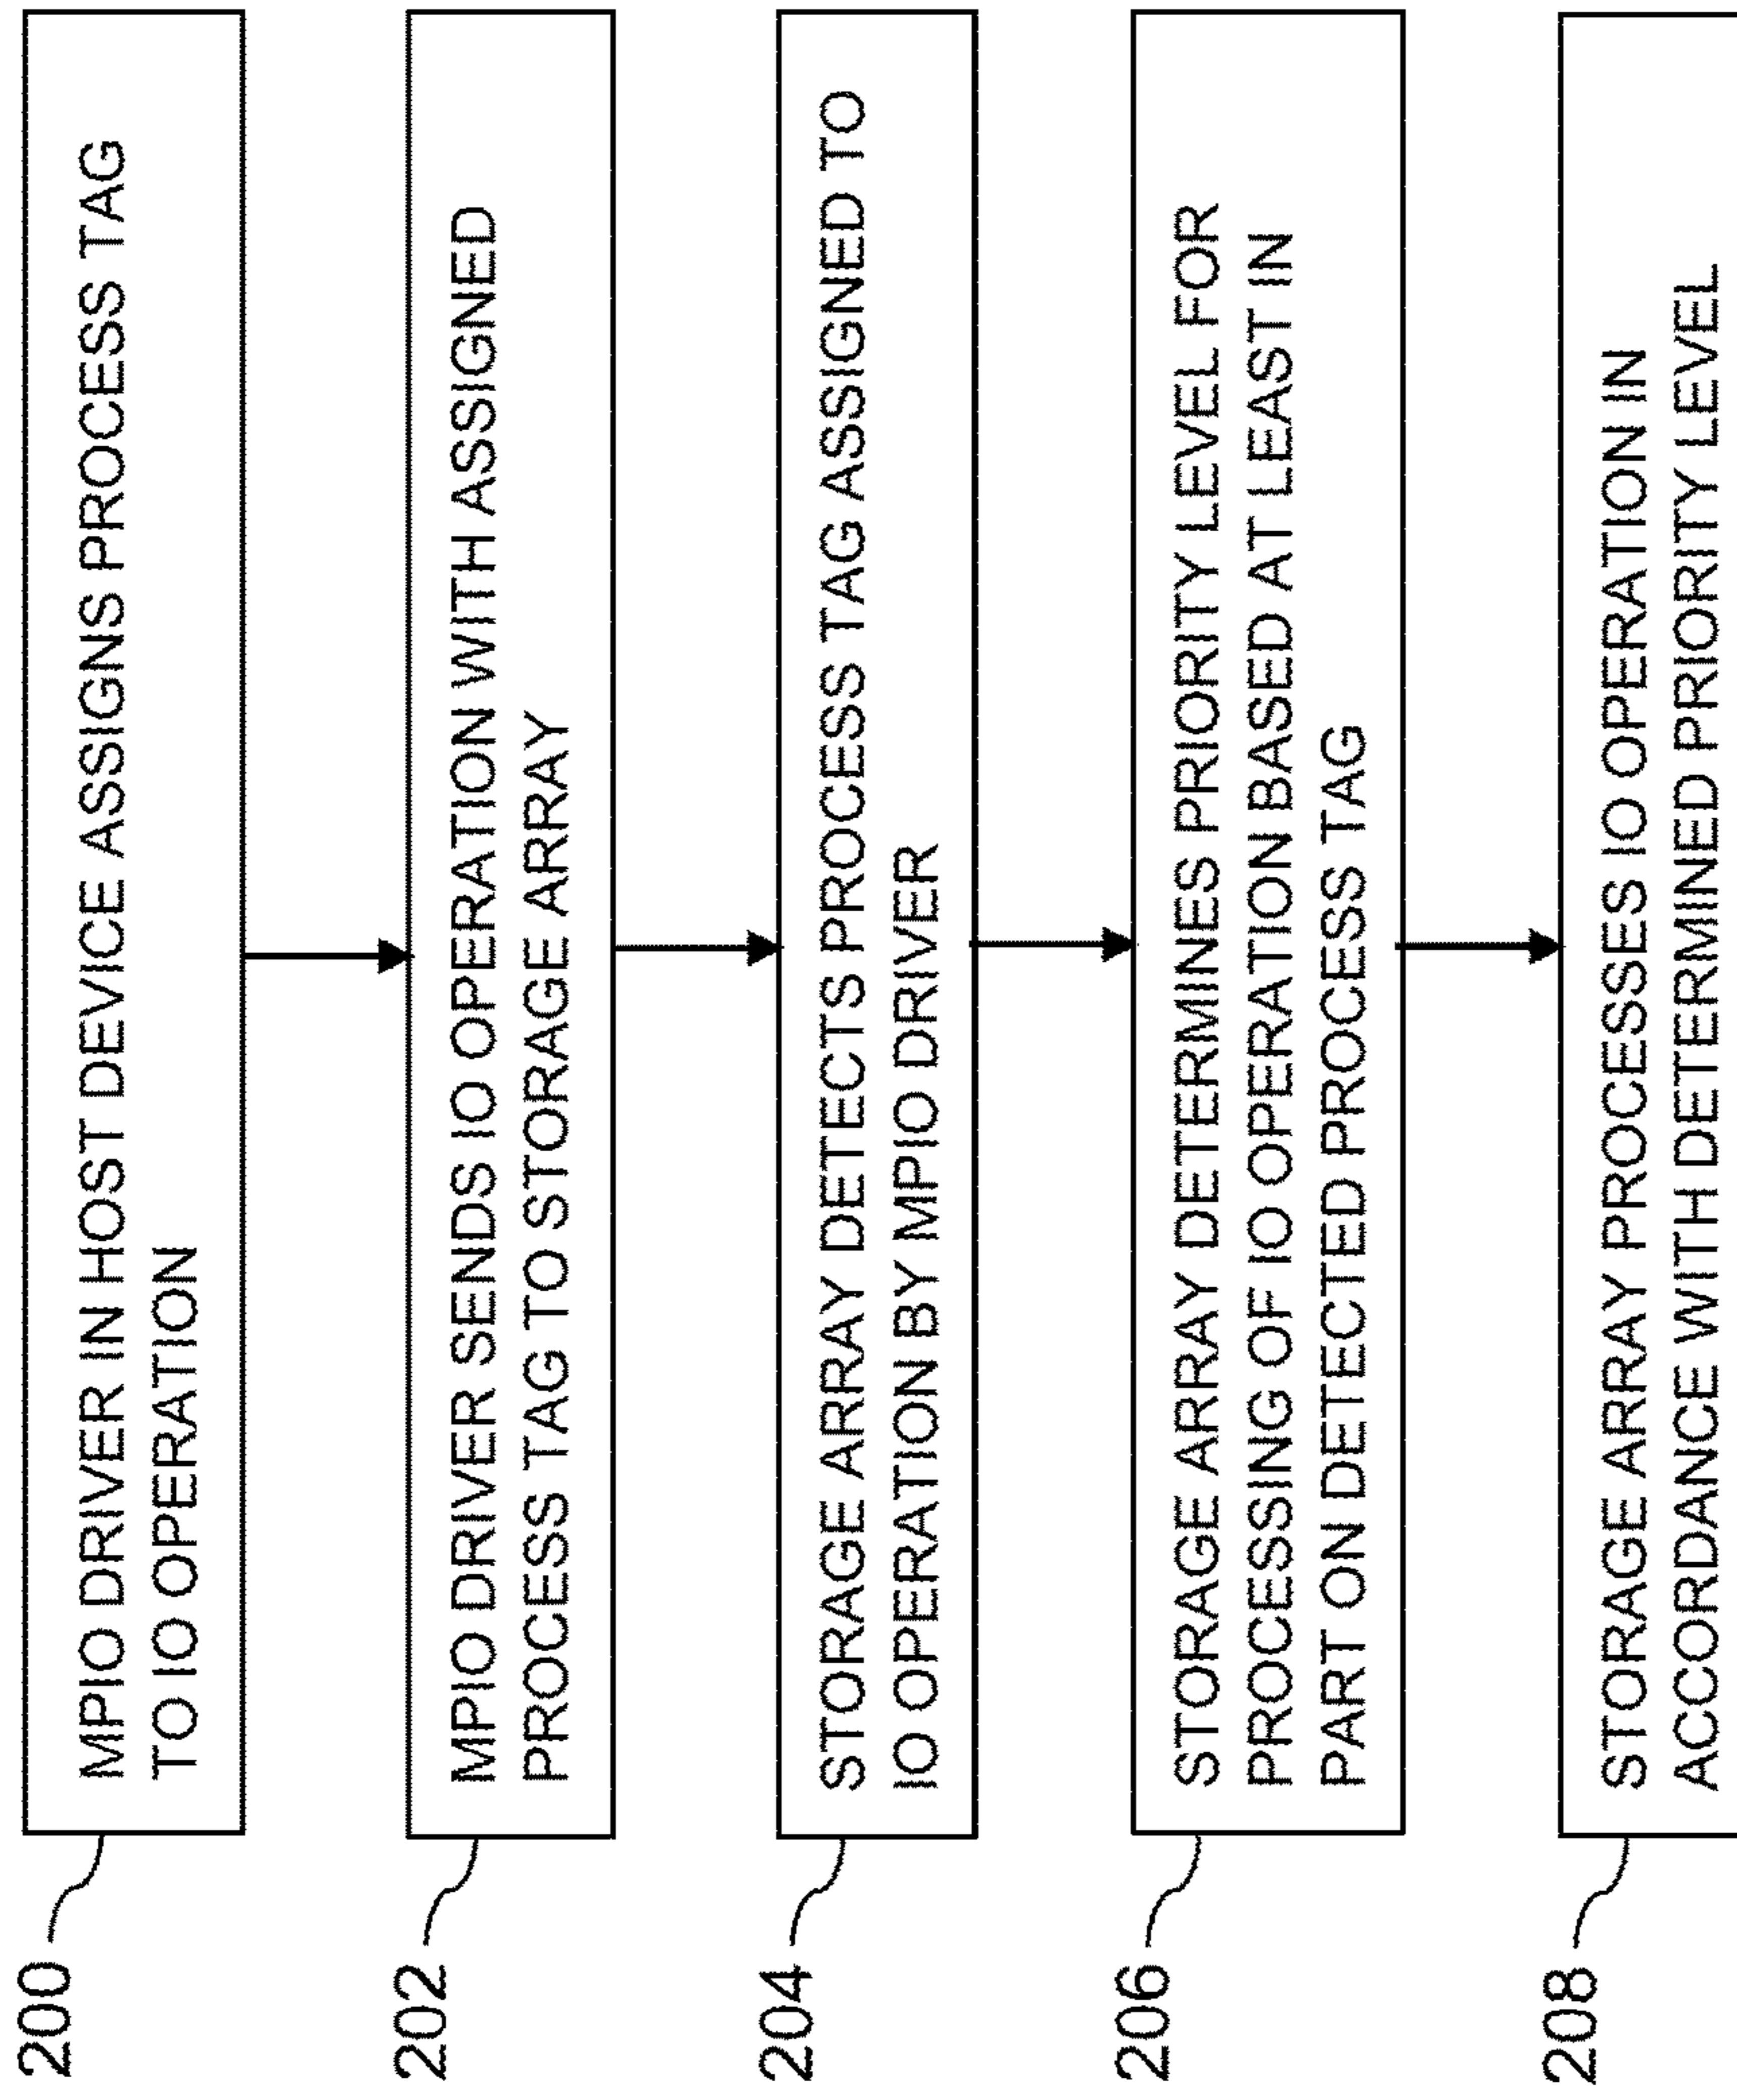 200
MPIO DRIVER IN HOST DEVICE ASSIGNS PROCESS TAG
TO IO OPERATION
202
MPIO DRIVER SENDS IO OPERATION WITH ASSIGNED
PROCESS TAG TO STORAGE ARRAY
204
STORAGE ARRAY DETECTS PROCESS TAG ASSIGNED TO
IO OPERATION BY MPIO DRIVER
206
STORAGE ARRAY DETERMINES PRIORITY LEVEL FOR
PROCESSING OF IO OPERATION BASED AT LEAST IN
PART ON DETECTED PROCESS TAG
208
STORAGE ARRAY PROCESSES IO OPERATION IN
ACCORDANCE WITH DETERMINED PRIORITY LEVEL